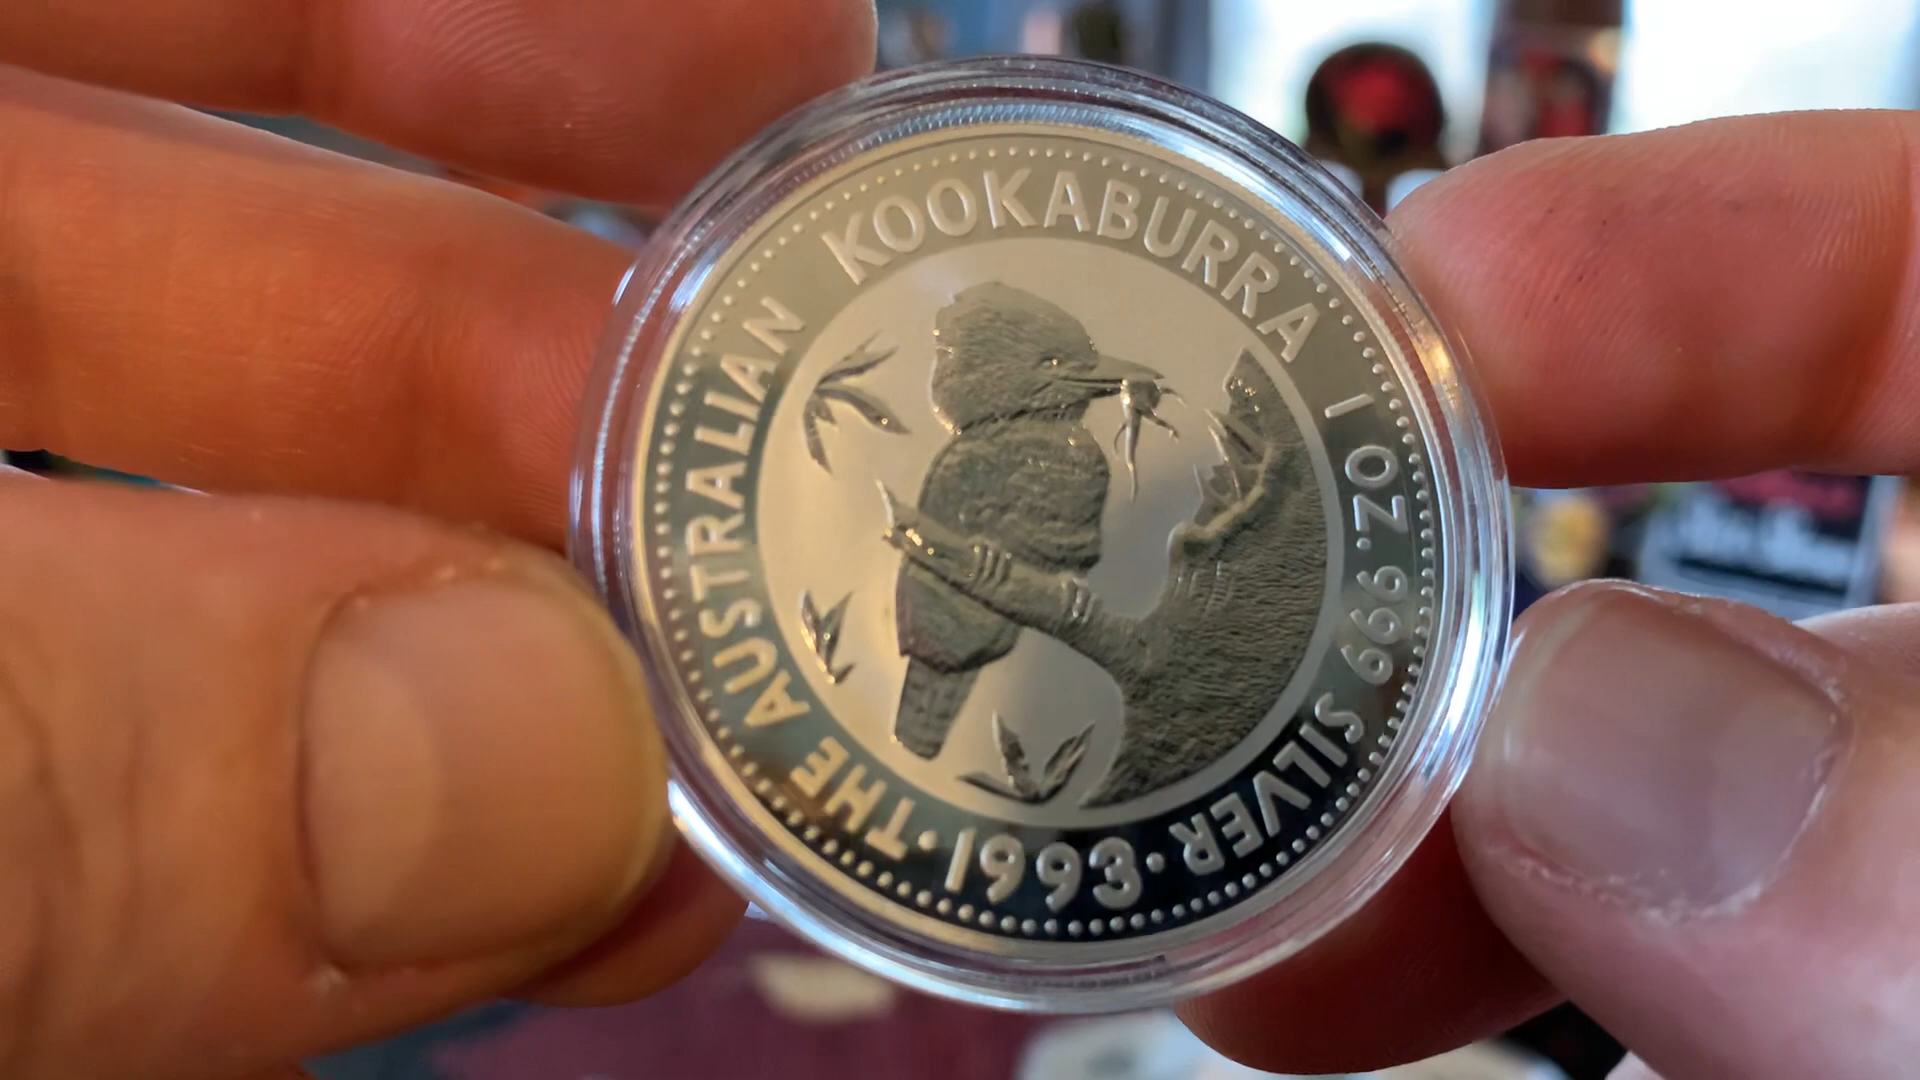 THE AUSTRALIAN KOOKABURRA 1 OZ. 999 SILVER
·1993·